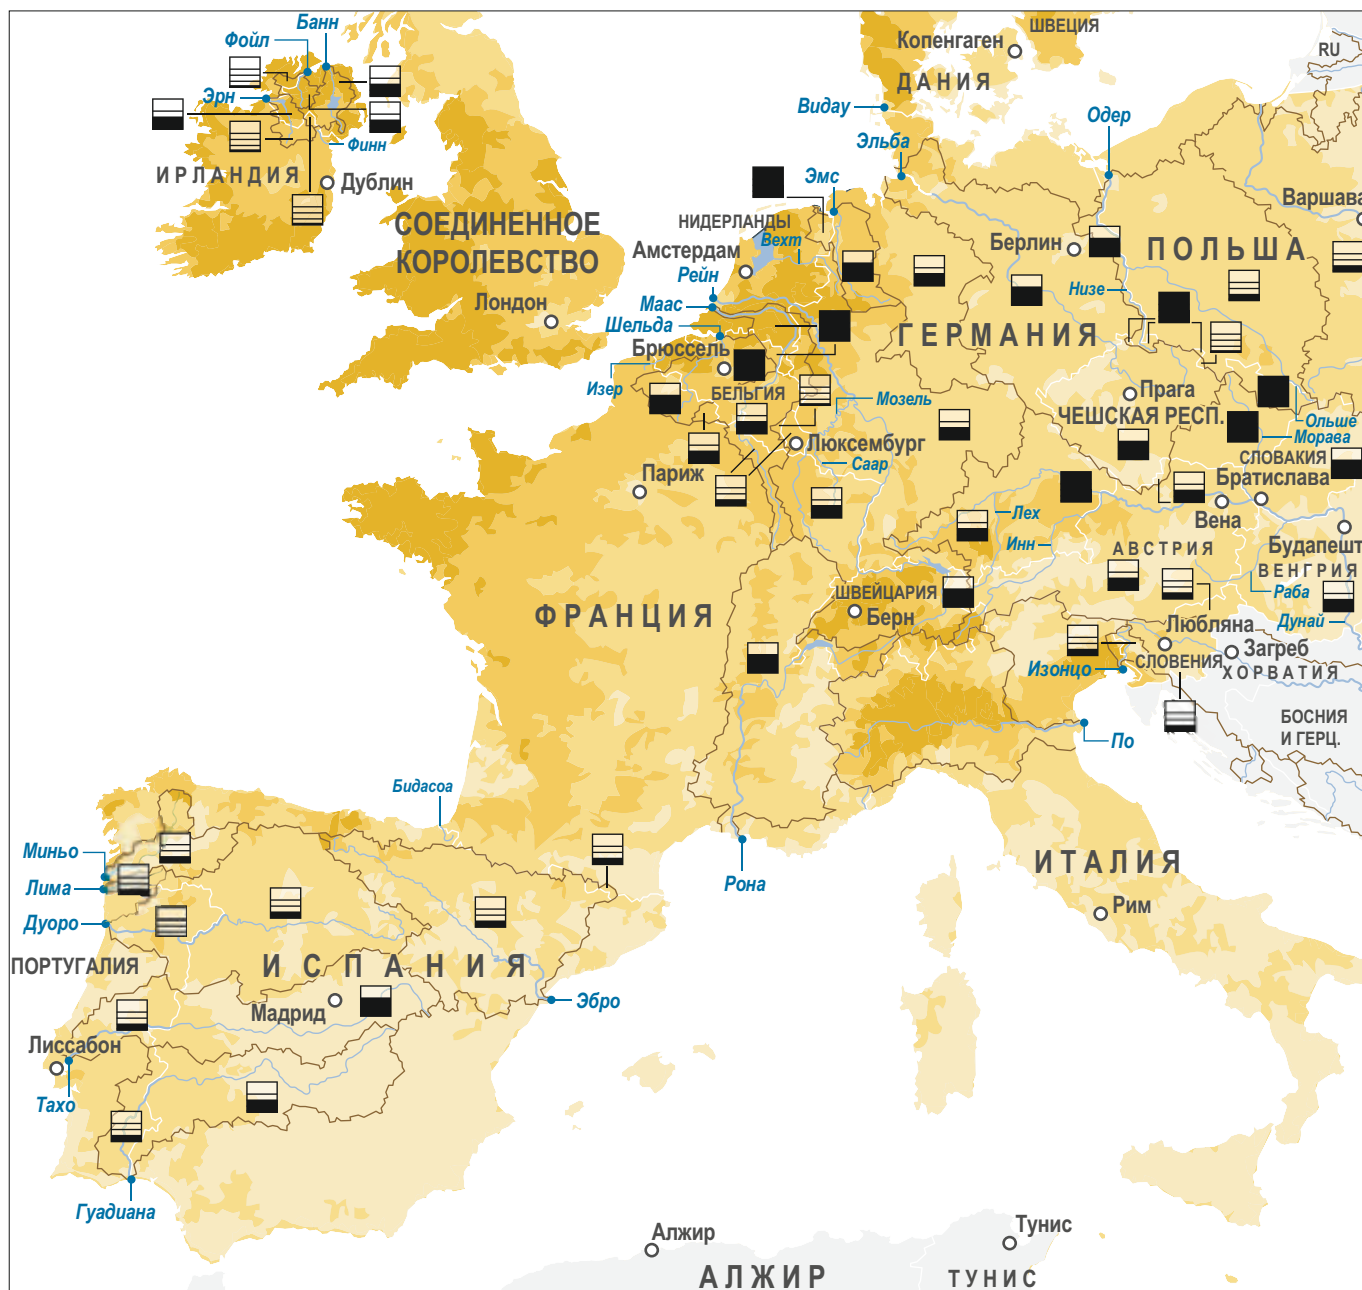 Банн
Фойл
ШВЕЦИЯ
Копенгаген
RU
ДАНИЯ
Эрн
Видау
Одер
Финн
Эльба
ИРЛАНДИЯ
Дублин
Эмс
Варшава
СОЕДИНЕННОЕ
КОРОЛЕВСТВО
НИДЕРЛАНДЫ
Вехт
Берлин
ПОЛЬША
Амстердам
Рейн
Низе
Маас
Лондон
Шельда
ГЕРМАНИЯ
Брюссель
Изер
БЕЛЬГИЯ
Мозель
Прага
ЧЕШСКАЯ РЕСП.
Ольше
Морава
Люксембург
СЛОВАКИЯ
Саар
Париж
Братислава
Лех
Вена
Инн
АВСТРИЯ
Будапешт
ВЕНГРИЯ
ШВЕЙЦАРИЯ
Раба
Берн
ФРАНЦИЯ
Любляна
Дунай
Загреб
СЛОВЕНИЯ
Изонцо
ХОРВАТИЯ
БОСНИЯ
И ГЕРЦ.
По
Бидасоа
Миньо
ИТАЛИЯ
Лима
Рона
Дуоро
Рим
ПОРТУГАЛИЯ
ИСПАНИЯ
Мадрид
Эбро
Лиссабон
Тахо
Гуадиана
Алжир
Тунис
АЛЖИР
ТУНИС